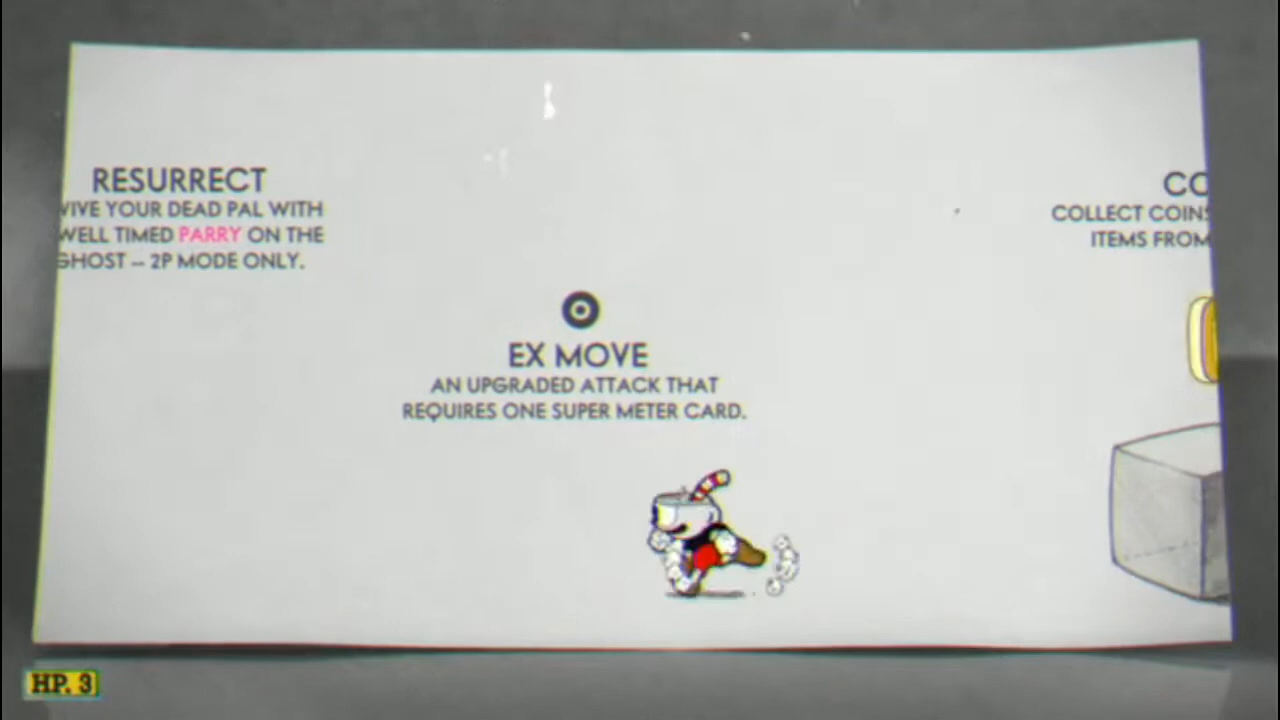 RESURRECT
VIVE YOUR DEAD PAL WITH
WELL TIMED PARRY ON THE
GHOST – 2P MODE ONLY.
EX MOVE
AN UPGRADED ATTACK THAT
REQUIRES ONE SUPER METER CARD.
CO
COLLECT COINS
ITEMS FROM
HP. 3